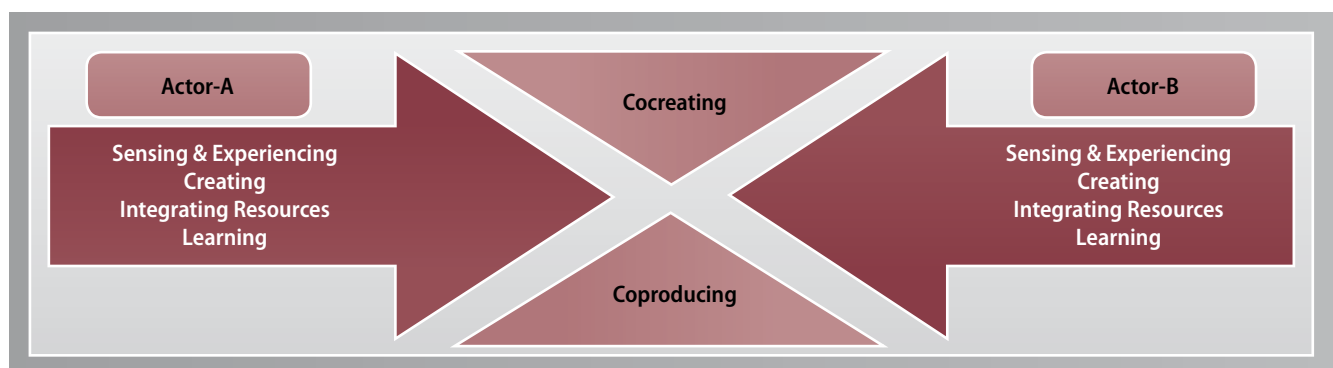 Actor-A
Sensing & Experiencing
Creating
Integrating Resources
Learning
Cocreating
Coproducing
Actor-B
Sensing & Experiencing
Creating
Integrating Resources
Learning